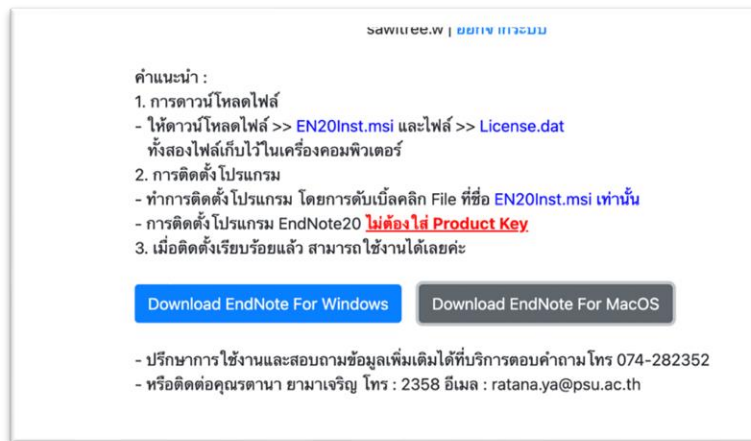 sawitree.w | ออกจากระบบ
คำแนะนำ :
1. การดาวน์โหลดไฟล์
- ให้ดาวน์โหลดไฟล์ >> EN20Inst.msi และไฟล์ >> License.dat
ทั้งสองไฟล์เก็บไว้ในเครื่องคอมพิวเตอร์
2. การติดตั้งโปรแกรม
- ทำการติดตั้งโปรแกรม โดยการดับเบิ้ลคลิก File ที่ชื่อ EN20Inst.msi เท่านั้น
- การติดตั้งโปรแกรม EndNote20 ไม่ต้องใส่ Product Key
3. เมื่อติดตั้งเรียบร้อยแล้ว สามารถใช้งานได้เลยค่ะ
Download EndNote For Windows Download EndNote For MacOS
- ปรึกษาการใช้งานและสอบถามข้อมูลเพิ่มเติมได้ที่บริการตอบคำถามโทร 074-282352
- หรือติดต่อคุณรตานา ยามาเจริญ โทร : 2358 อีเมล : ratana.ya@psu.ac.th